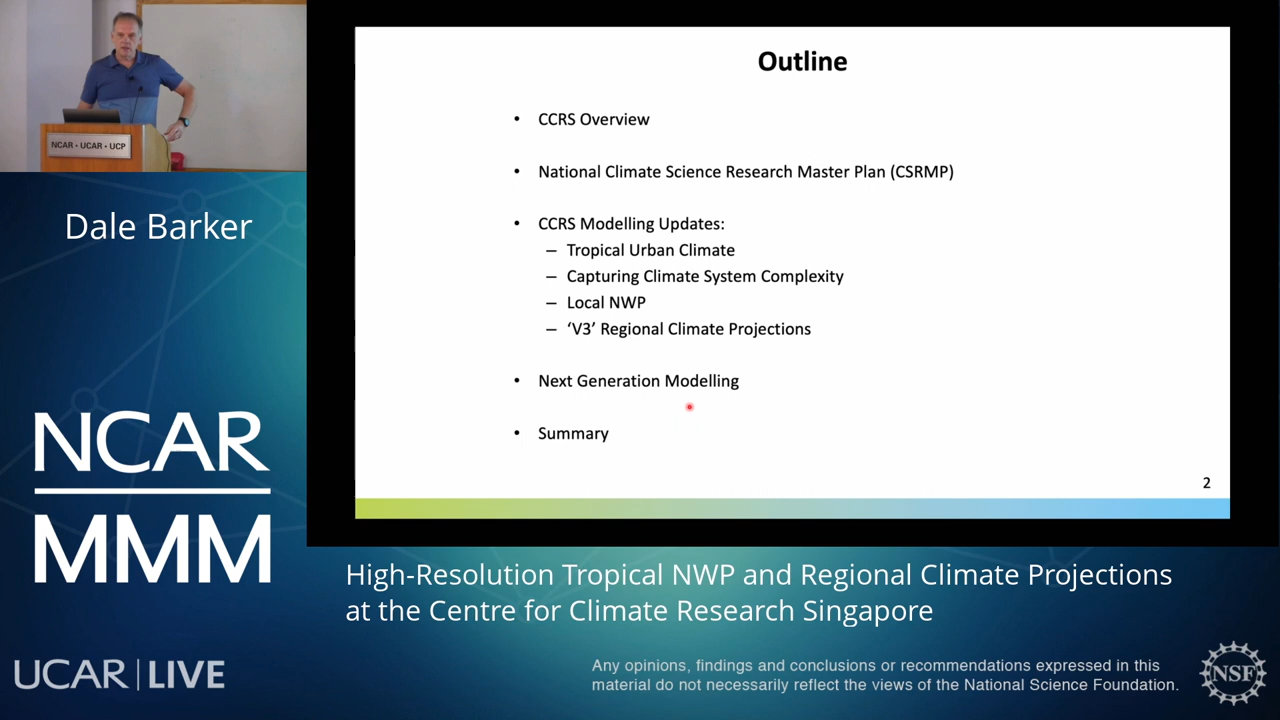 NCAR • UCAR • UCP
Dale Barker
NCAR
MMM
UCAR | LIVE
Outline
• CCRS Overview
• National Climate Science Research Master Plan (CSRMP)
• CCRS Modelling Updates:
– Tropical Urban Climate
– Capturing Climate System Complexity
– Local NWP
– ‘V3’ Regional Climate Projections
• Next Generation Modelling
• Summary
2
High-Resolution Tropical NWP and Regional Climate Projections
at the Centre for Climate Research Singapore
Any opinions, findings and conclusions or recommendations expressed in this
material do not necessarily reflect the views of the National Science Foundation.
NSF